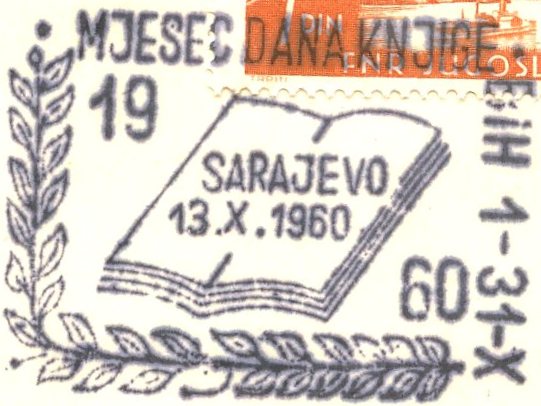 MJESEC DANA KNJIGE
BiH 1-31-X
19
60
SARAJEVO
13.X.1960
DIN
FNR JUGOSL